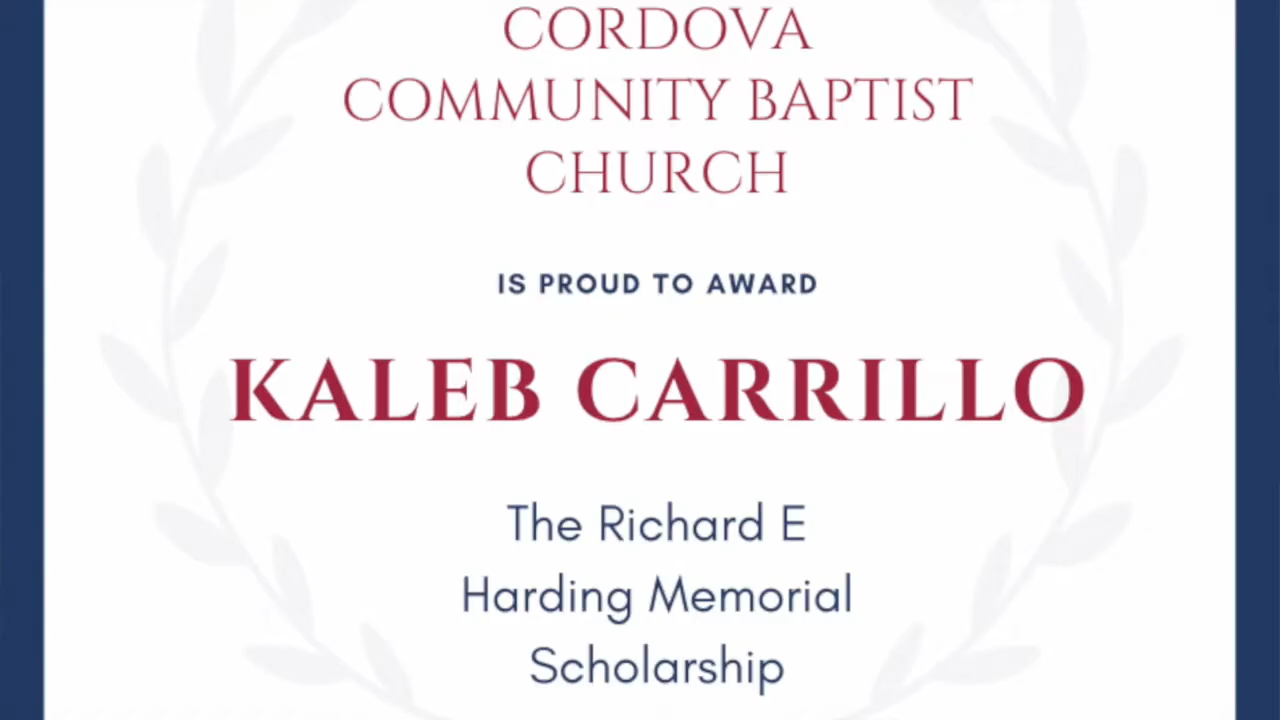 CORDOVA
COMMUNITY BAPTIST
CHURCH
IS PROUD TO AWARD
KALEB CARRILLO
The Richard E
Harding Memorial
Scholarship